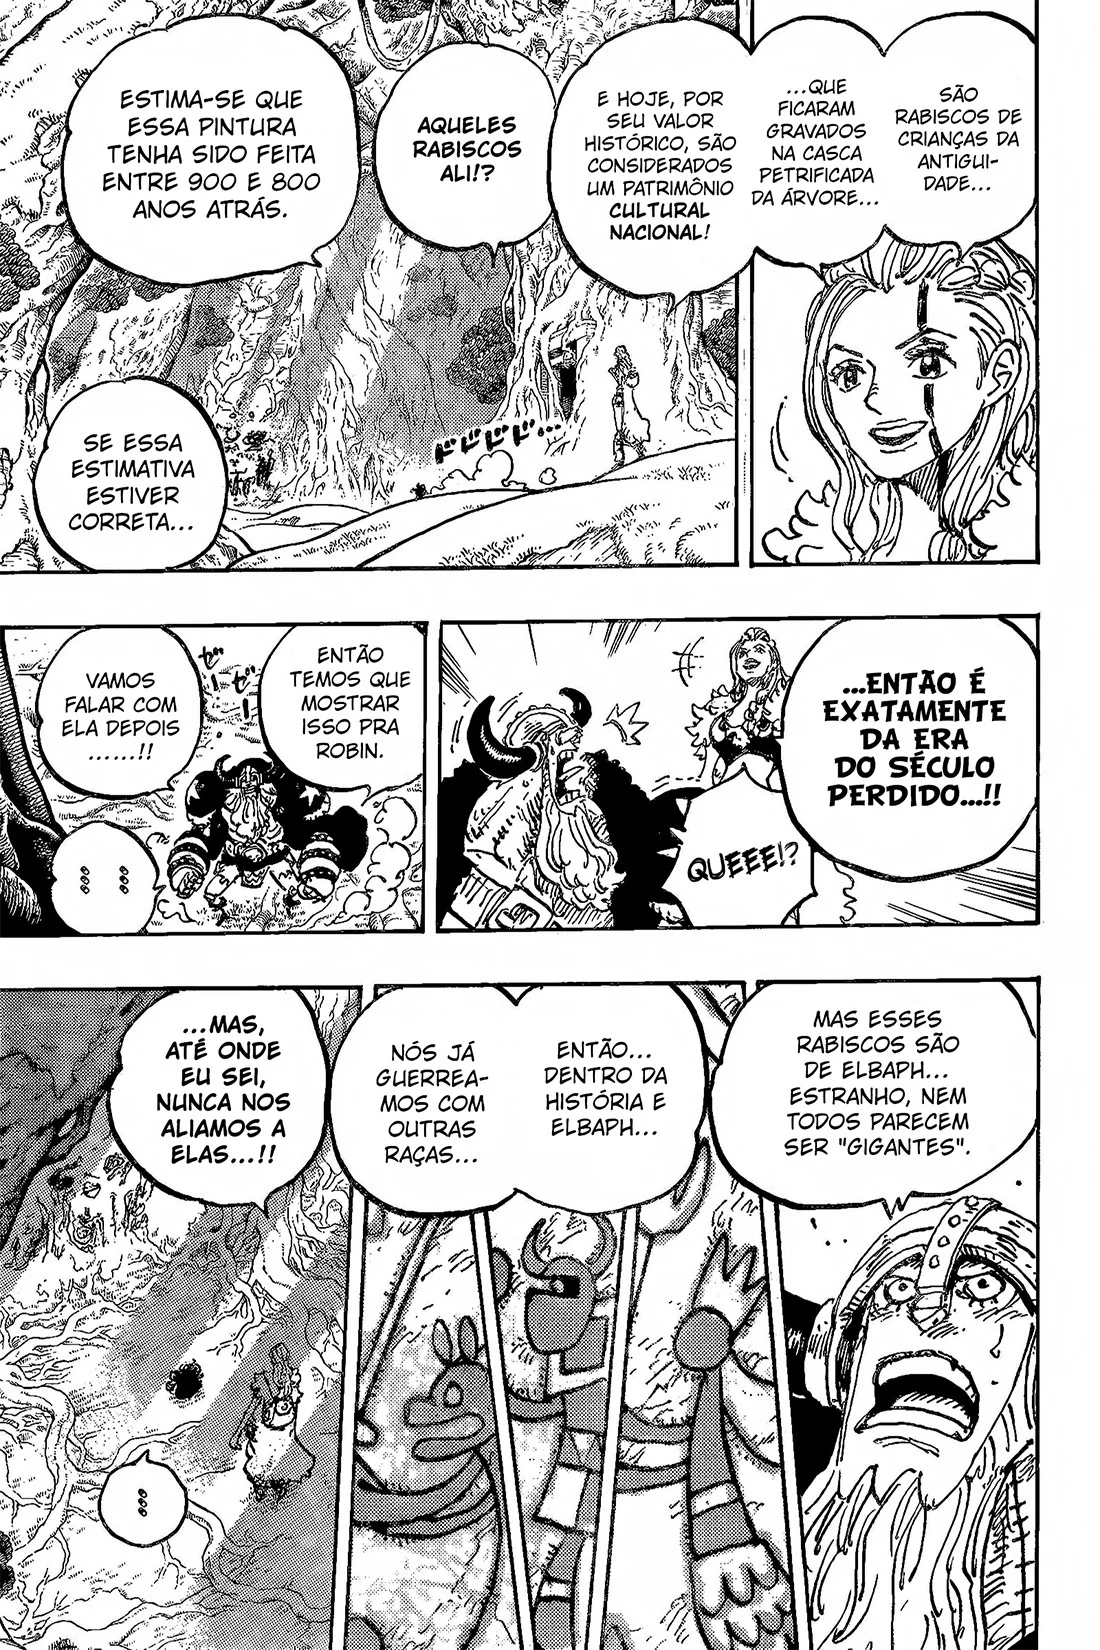 SÃO
RABISCOS DE
CRIANÇAS DA
ANTIGUI-
DADE...
...QUE
FICARAM
GRAVADOS
NA CASCA
PETRIFICADA
DA ÁRVORE...
E HOJE, POR
SEU VALOR
HISTÓRICO, SÃO
CONSIDERADOS
UM PATRIMÔNIO
CULTURAL
NACIONAL!
AQUELES
RABISCOS
ALI!?
ESTIMA-SE QUE
ESSA PINTURA
TENHA SIDO FEITA
ENTRE 900 E 800
ANOS ATRÁS.
ドドドド...
SE ESSA
ESTIMATIVA
ESTIVER
CORRETA...
...ENTÃO É
EXATAMENTE
DA ERA
DO SÉCULO
PERDIDO...!!
QUEEE!?
ENTÃO
TEMOS QUE
MOSTRAR
ISSO PRA
ROBIN.
ゼェ
ゼェ
VAMOS
FALAR COM
ELA DEPOIS
......!!
... ...
MAS ESSES
RABISCOS SÃO
DE ELBAPH...
ESTRANHO, NEM
TODOS PARECEM
SER "GIGANTES".
ENTÃO...
DENTRO DA
HISTÓRIA E
ELBAPH...
NÓS JÁ
GUERREA-
MOS COM
OUTRAS
RAÇAS...
...MAS,
ATÉ ONDE
EU SEI,
NUNCA NOS
ALIAMOS A
ELAS...!!
...